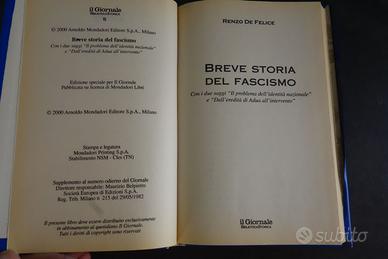 il Giornale
BIBLIOTECA STORICA
8
© 2000 Arnoldo Mondadori Editore S.p.A., Milano
Breve storia del fascismo
Con i due saggi "Il problema dell'identità nazionale"
e "Dall'eredità di Adua all'intervento"
Edizione speciale per Il Giornale
Pubblicata su licenza di Mondadori Libri
© 2000 Arnoldo Mondadori Editore S.p.A., Milano
Stampa e legatura
Mondadori Printing S.p.A.
Stabilimento NSM - Cles (TN)
Supplemento al numero odierno del Giornale
Direttore responsabile: Maurizio Belpietro
Società Europea di Edizioni S.p.A.
Reg. Trib. Milano n. 215 del 29/05/1982
Il presente libro deve essere distribuito esclusivamente
in abbinamento al quotidiano Il Giornale.
Tutti i diritti di copyright sono riservati
RENZO DE FELICE
BREVE STORIA
DEL FASCISMO
Con i due saggi "Il problema dell'identità nazionale"
e "Dall'eredità di Adua all'intervento"
il Giornale
BIBLIOTECA STORICA
subito